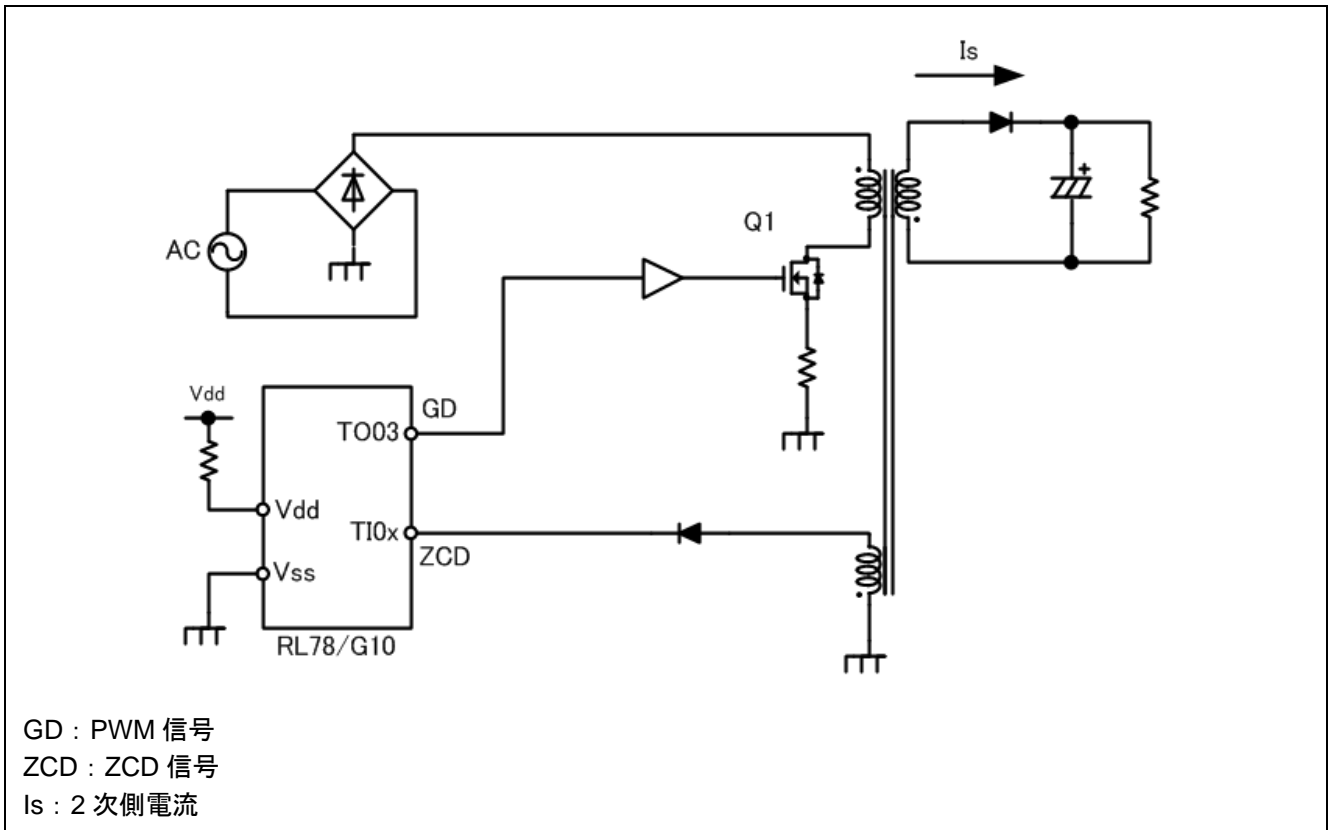 Is
Q1
AC
Vdd
GD
TO03
Vdd
TI0x
ZCD
Vss
RL78/G10
+
GD：PWM 信号
ZCD：ZCD 信号
Is：2 次側電流